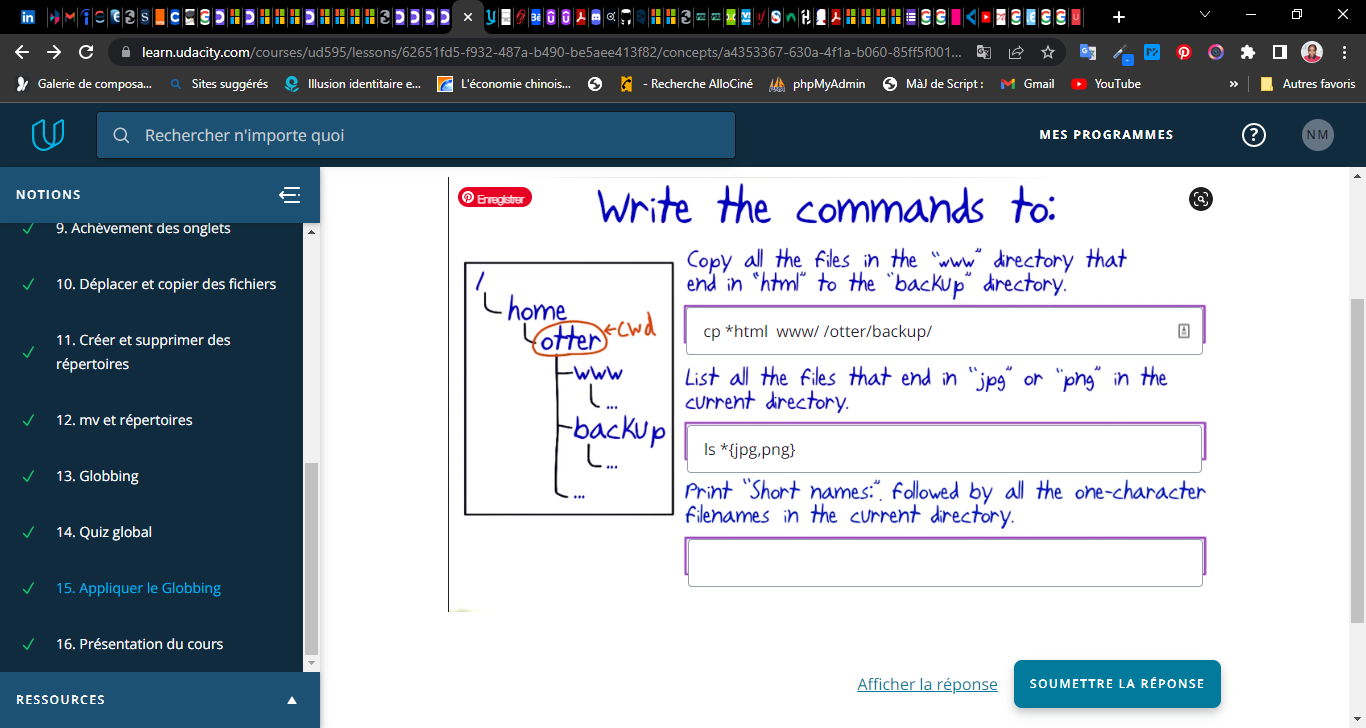 learn.udacity.com/courses/ud595/lessons/62651fd5-f932-487a-b490-be5aee413f82/concepts/a4353367-630a-4f1a-b060-85ff5f001...
Galerie de composa... Sites suggérés Illusion identitaire e... L'économie chinois... - Recherche AlloCiné phpMyAdmin MàJ de Script : Gmail YouTube » Autres favoris
Rechercher n'importe quoi MES PROGRAMMES ? NM
NOTIONS
9. Achèvement des onglets
10. Déplacer et copier des fichiers
11. Créer et supprimer des
répertoires
12. mv et répertoires
13. Globbing
14. Quiz global
15. Appliquer le Globbing
16. Présentation du cours
RESSOURCES
Enregistrer
Write the commands to:
/
home
otter ←cwd
www
...
backup
...
...
Copy all the files in the "www" directory that
end in "html" to the "backup" directory.
cp *html www/ /otter/backup/
List all the files that end in "jpg" or "png" in the
current directory.
ls *{jpg,png}
Print "Short names:", followed by all the one-character
filenames in the current directory.
Afficher la réponse SOUMETTRE LA RÉPONSE